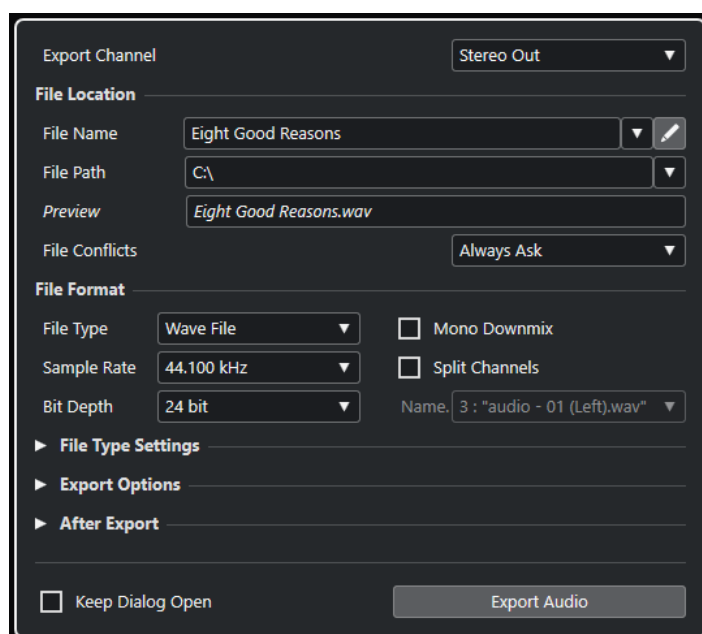 Export Channel Stereo Out
File Location
File Name Eight Good Reasons
File Path C:\
Preview Eight Good Reasons.wav
File Conflicts Always Ask
File Format
File Type Wave File Mono Downmix
Sample Rate 44.100 kHz Split Channels
Bit Depth 24 bit Name. 3 : "audio - 01 (Left).wav"
File Type Settings
Export Options
After Export
Keep Dialog Open Export Audio